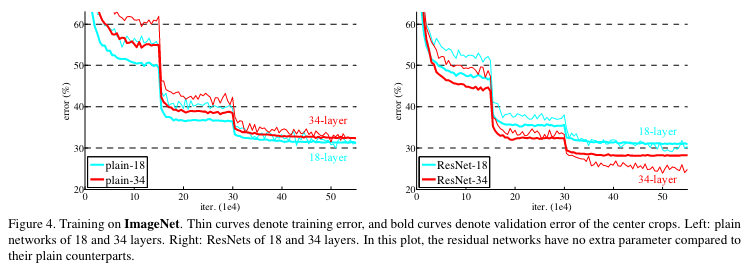 60
50
40
30
20
error (%)
0
10
20
30
40
50
iter. (1e4)
plain-18
plain-34
34-layer
18-layer
60
50
40
30
20
error (%)
0
10
20
30
40
50
iter. (1e4)
ResNet-18
ResNet-34
18-layer
34-layer
Figure 4. Training on ImageNet. Thin curves denote training error, and bold curves denote validation error of the center crops. Left: plain
networks of 18 and 34 layers. Right: ResNets of 18 and 34 layers. In this plot, the residual networks have no extra parameter compared to
their plain counterparts.